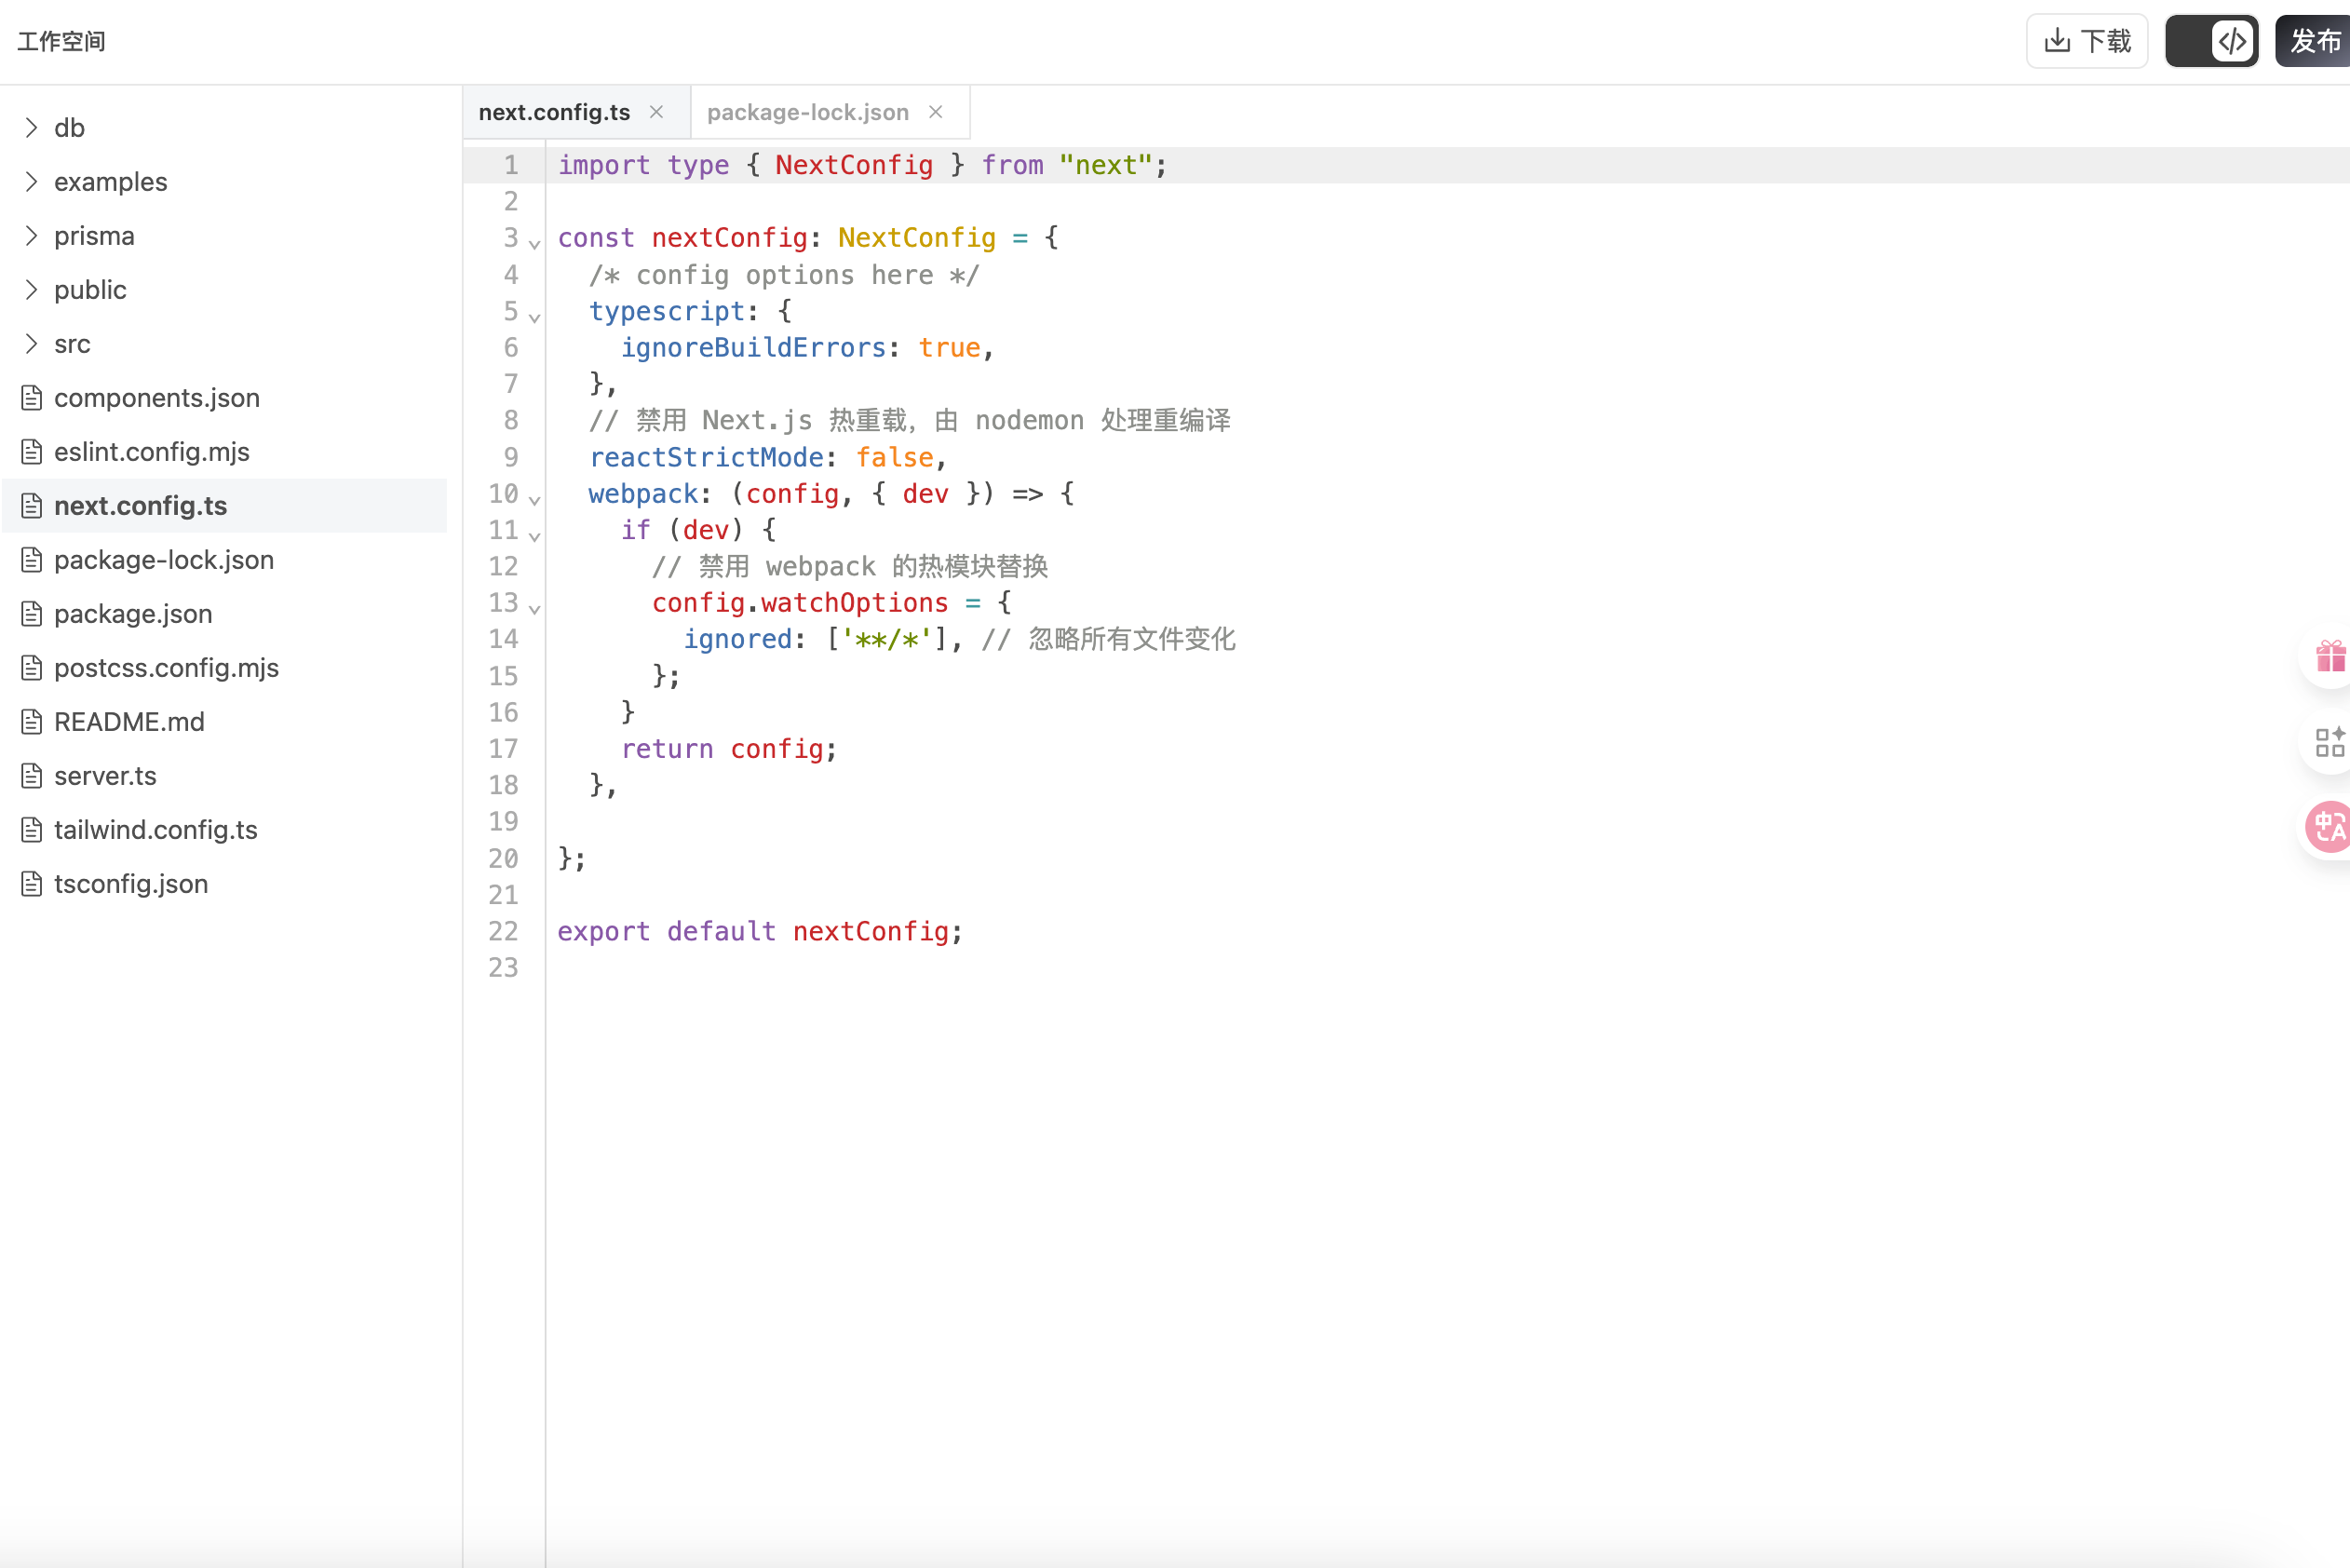 工作空间
下载
</>
发布
db
examples
prisma
public
src
components.json
eslint.config.mjs
next.config.ts
package-lock.json
package.json
postcss.config.mjs
README.md
server.ts
tailwind.config.ts
tsconfig.json
next.config.ts × package-lock.json ×
1 import type { NextConfig } from "next";
2
3 const nextConfig: NextConfig = {
4   /* config options here */
5   typescript: {
6     ignoreBuildErrors: true,
7   },
8   // 禁用 Next.js 热重载，由 nodemon 处理重编译
9   reactStrictMode: false,
10   webpack: (config, { dev }) => {
11     if (dev) {
12       // 禁用 webpack 的热模块替换
13       config.watchOptions = {
14         ignored: ['**/*'], // 忽略所有文件变化
15       };
16     }
17     return config;
18   },
19
20 };
21
22 export default nextConfig;
23
中A